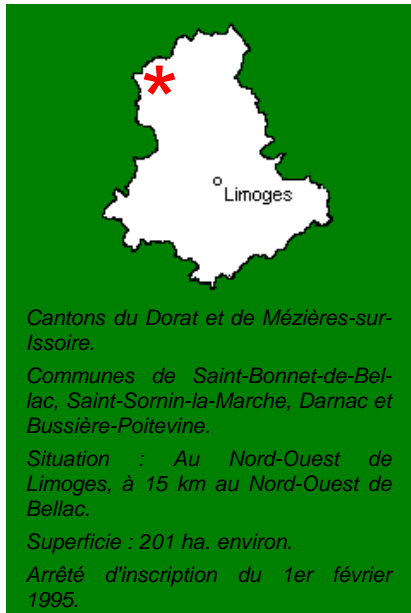 *
Limoges
Cantons du Dorat et de Mézières-sur-
Issoire.
Communes de Saint-Bonnet-de-Bel-
lac, Saint-Sornin-la-Marche, Darnac et
Bussière-Poitevine.
Situation : Au Nord-Ouest de
Limoges, à 15 km au Nord-Ouest de
Bellac.
Superficie : 201 ha. environ.
Arrêté d'inscription du 1er février
1995.